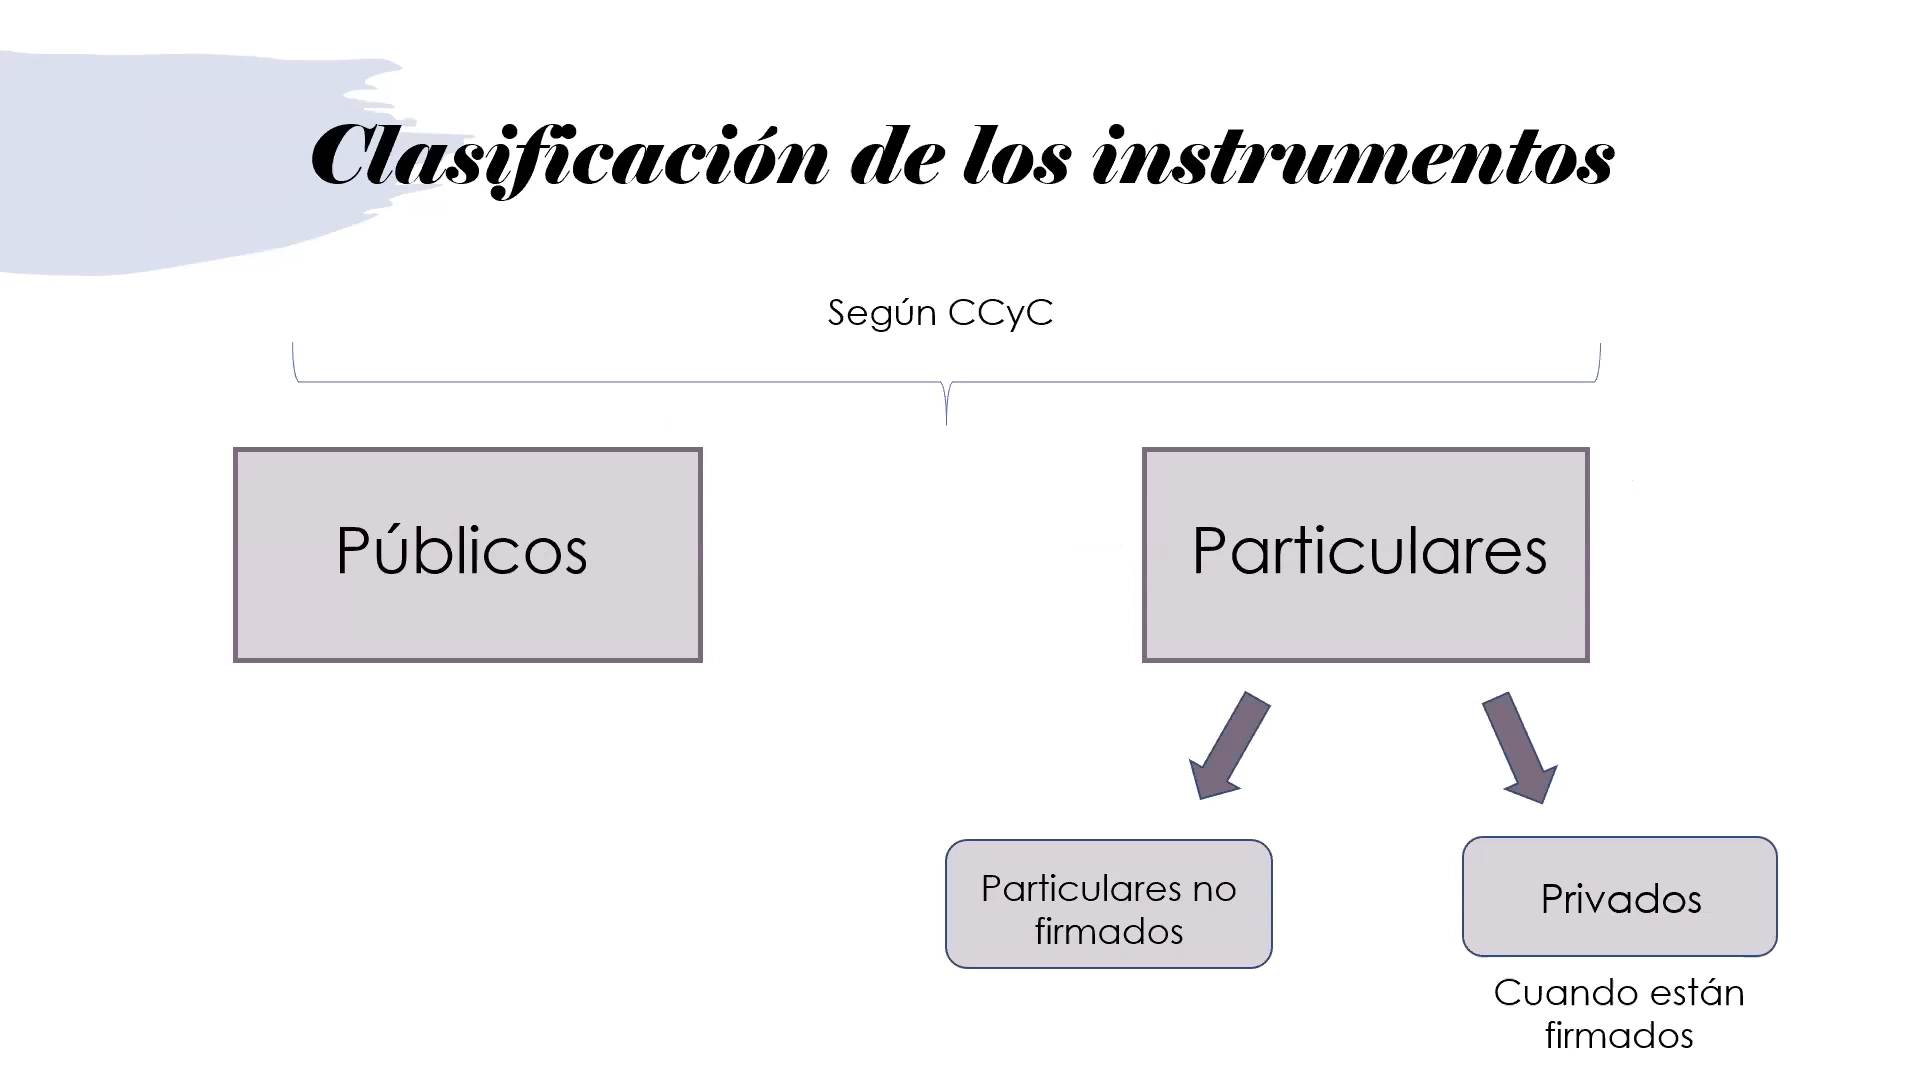 Clasificación de los instrumentos
Según CCyC
Públicos
Particulares
Particulares no
firmados
Privados
Cuando están
firmados